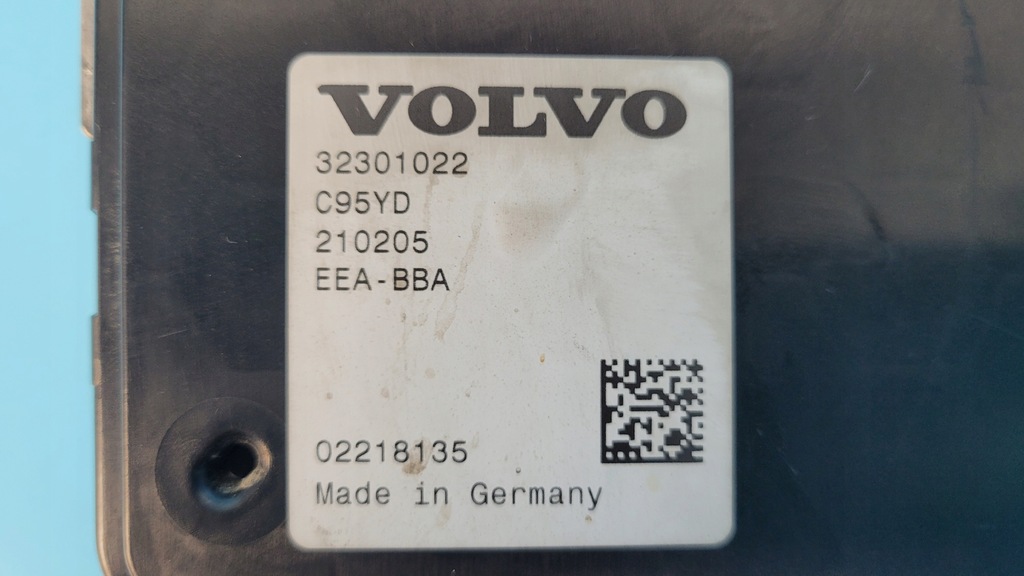 VOLVO
32301022
C95YD
210205
EEA-BBA
02218135
Made in Germany